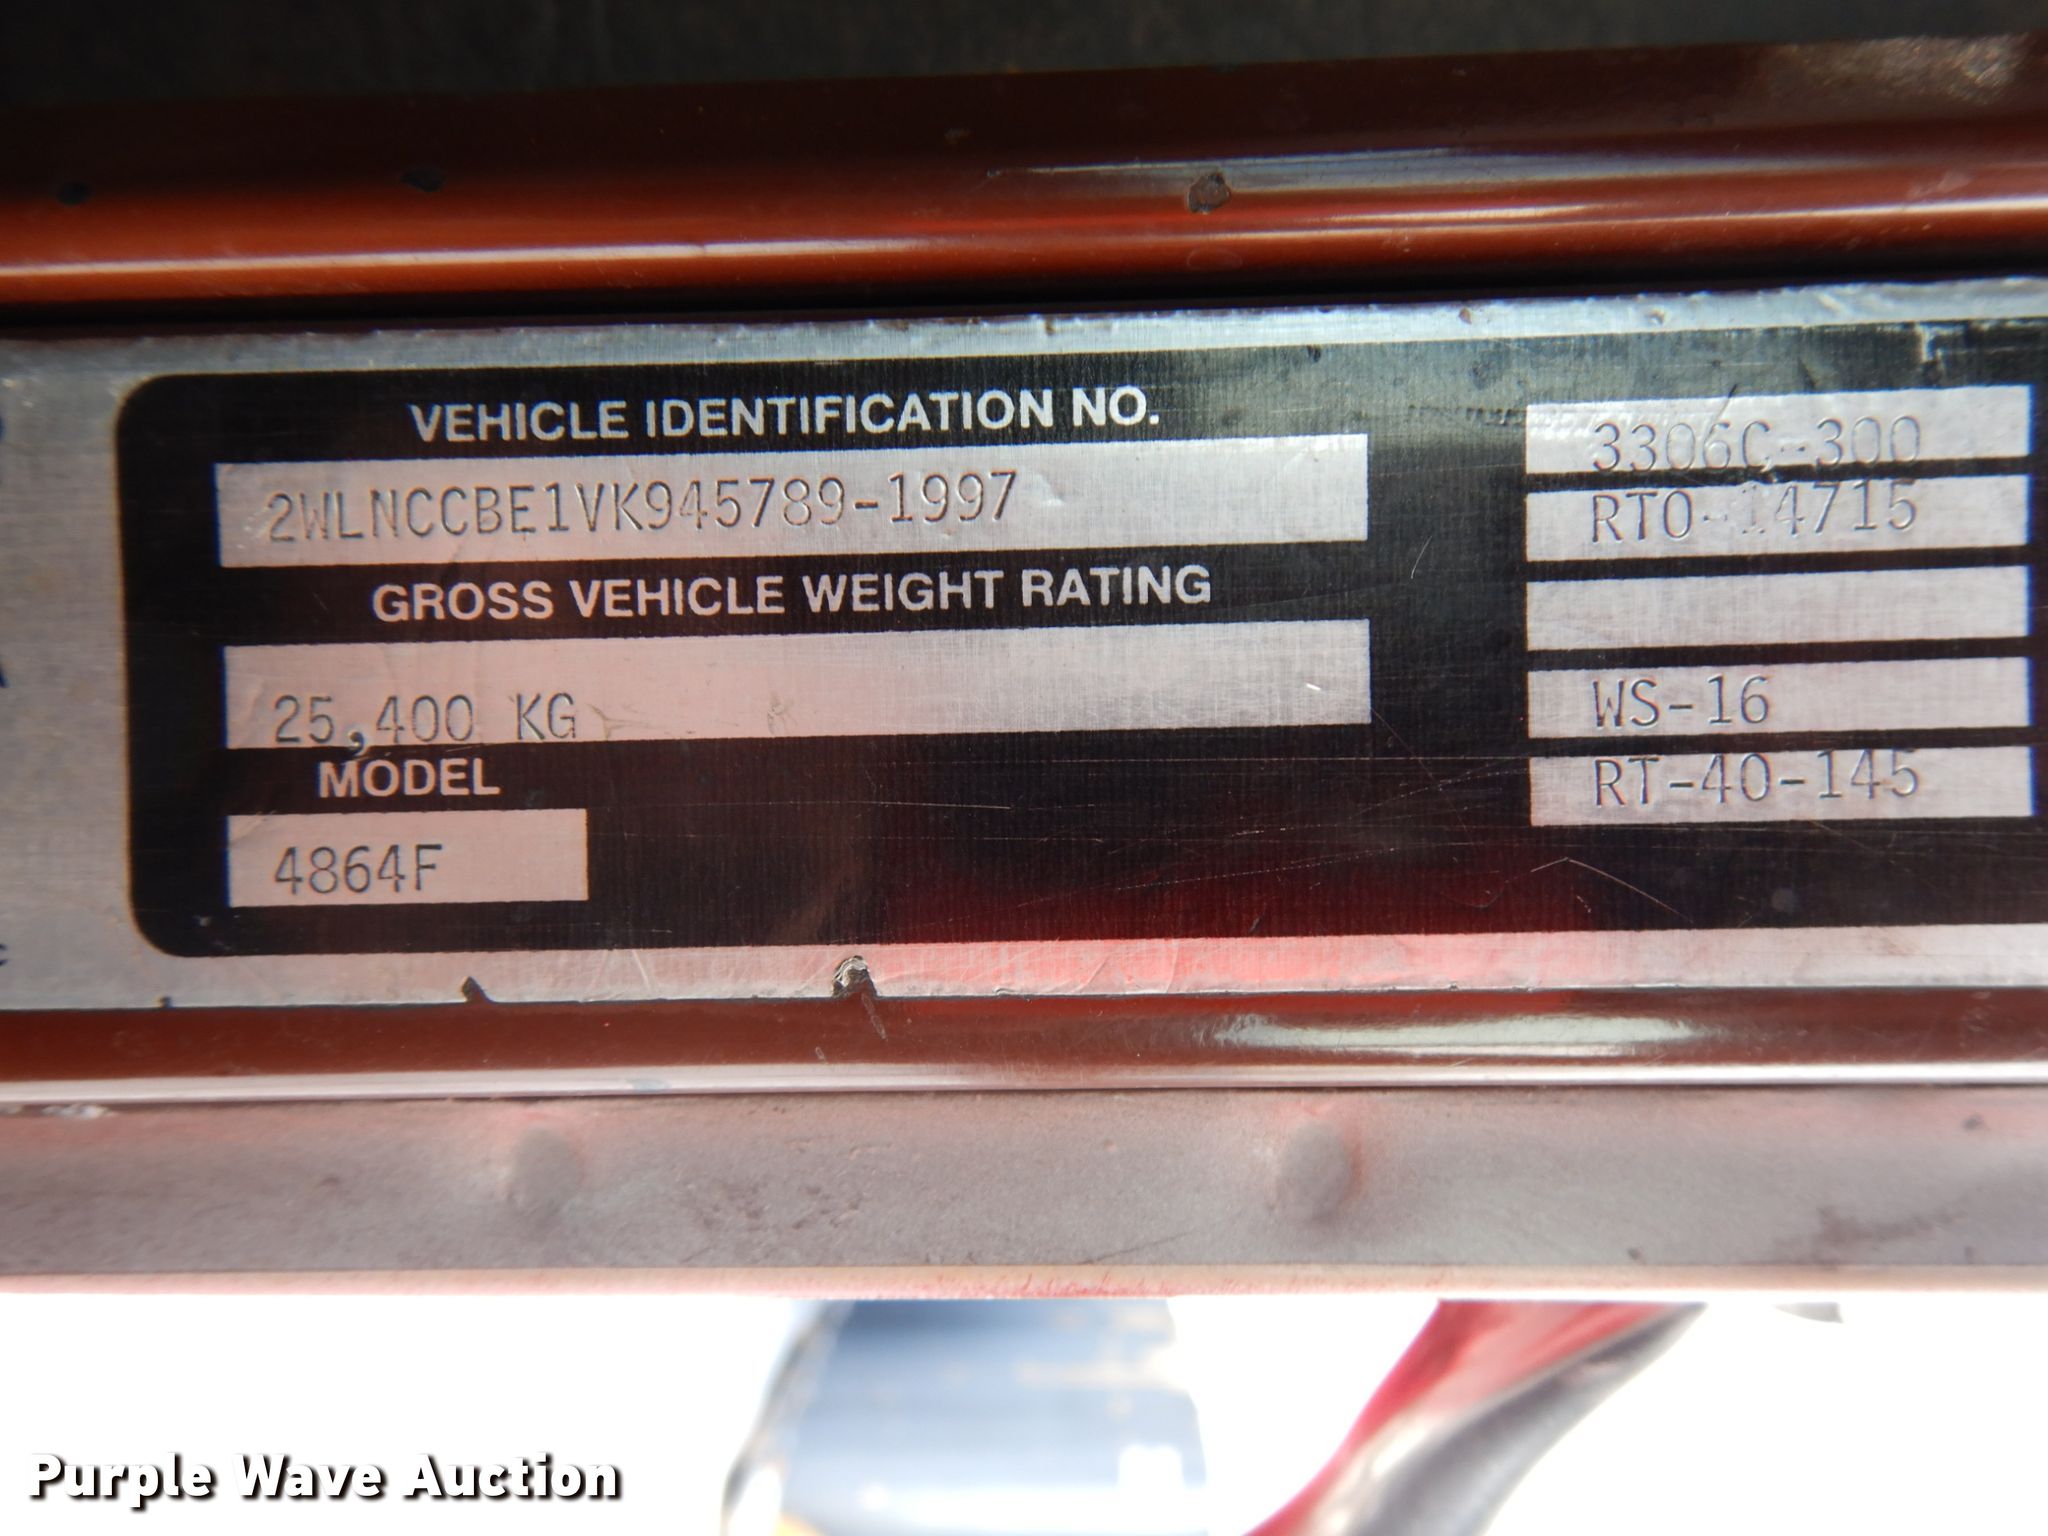 VEHICLE IDENTIFICATION NO.
2WLNCCBE1VK945789-1997
GROSS VEHICLE WEIGHT RATING
25,400 KG
MODEL
4864F
3306C-300
RTO-14715
WS-16
RT-40-145
Purple Wave Auction